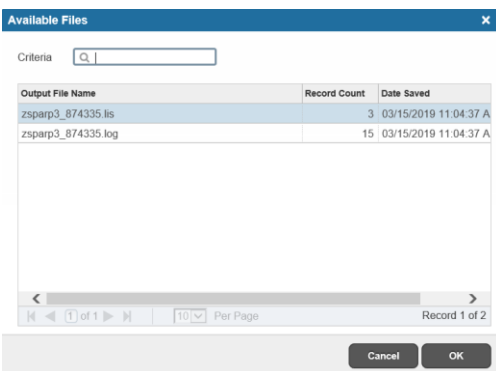 Available Files
Criteria
Output File Name Record Count Date Saved
zsparp3_874335.lis 3 03/15/2019 11:04:37 A
zsparp3_874335.log 15 03/15/2019 11:04:37 A
1 of 1 10 Per Page Record 1 of 2
Cancel OK